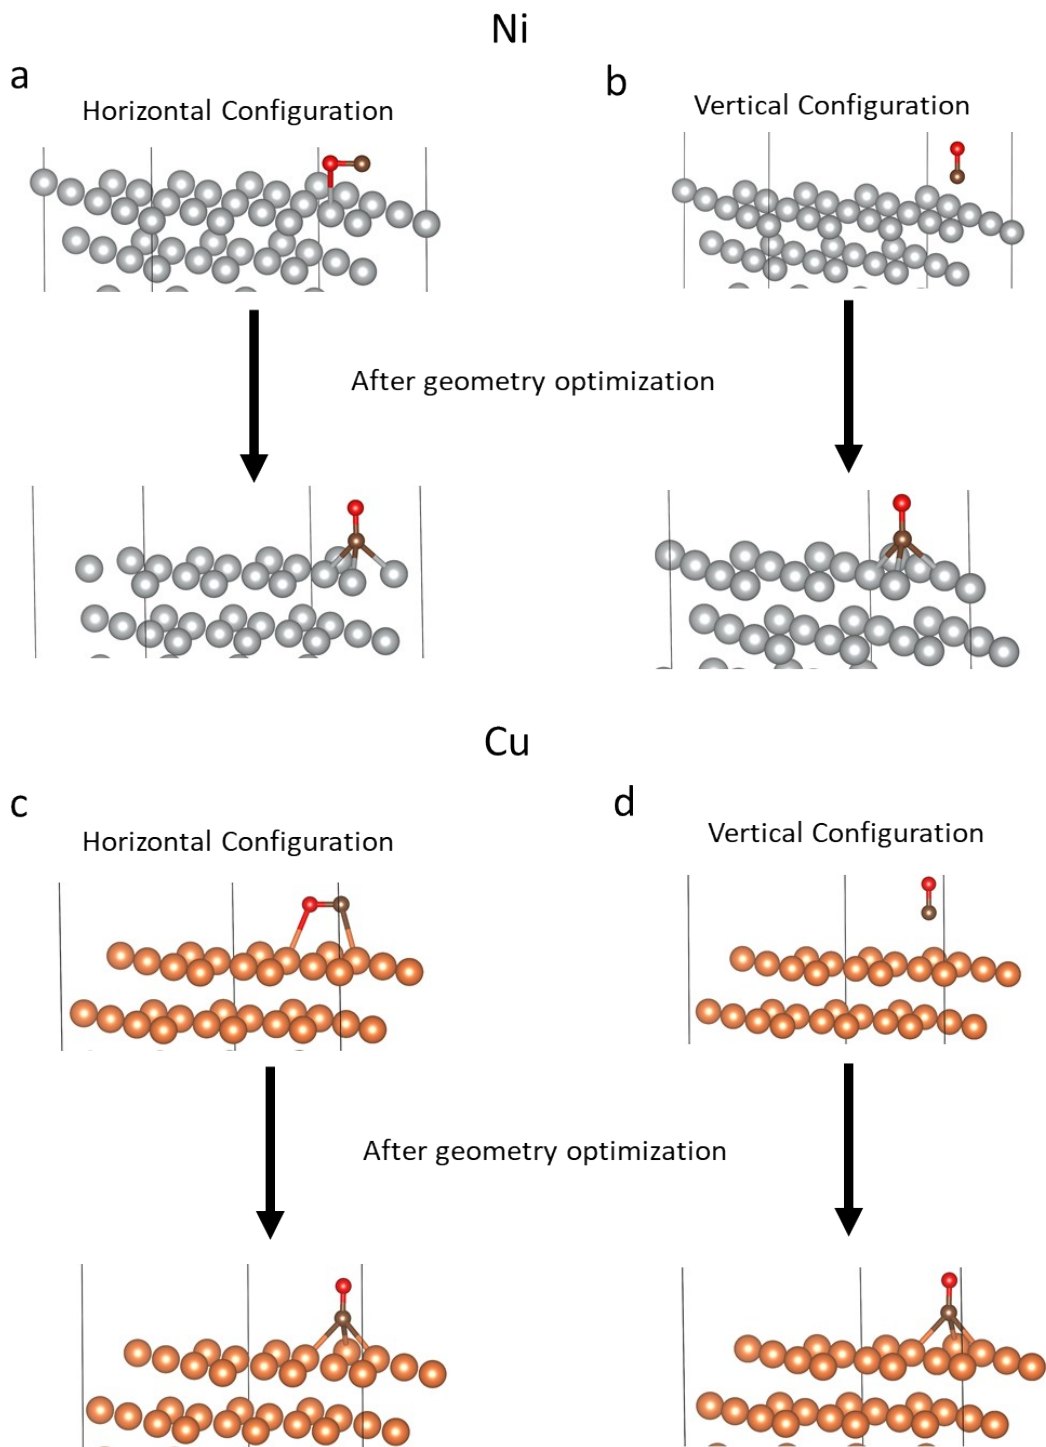 Ni
a
b
Horizontal Configuration
Vertical Configuration
After geometry optimization
Cu
c
d
Horizontal Configuration
Vertical Configuration
After geometry optimization